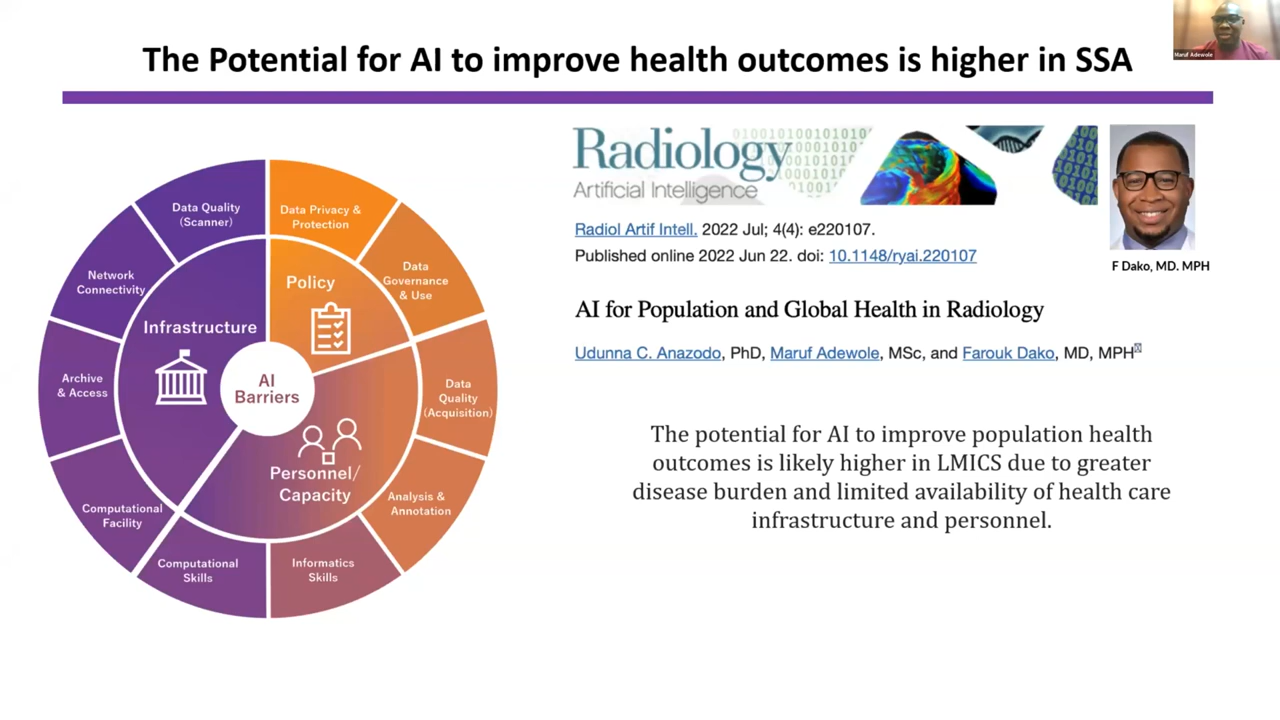 The Potential for AI to improve health outcomes is higher in SSA
Maruf Adewole
Data Quality
(Scanner)
Data Privacy &
Protection
Network
Connectivity
Data
Governance
& Use
Policy
Infrastructure
Archive
& Access
AI
Barriers
Data
Quality
(Acquisition)
Personnel/
Capacity
Computational
Facility
Analysis &
Annotation
Computational
Skills
Informatics
Skills
Radiology
Artificial Intelligence
Radiol Artif Intell. 2022 Jul; 4(4): e220107.
Published online 2022 Jun 22. doi: 10.1148/ryai.220107
F Dako, MD. MPH
AI for Population and Global Health in Radiology
Udunna C. Anazodo, PhD, Maruf Adewole, MSc, and Farouk Dako, MD, MPH
The potential for AI to improve population health
outcomes is likely higher in LMICS due to greater
disease burden and limited availability of health care
infrastructure and personnel.